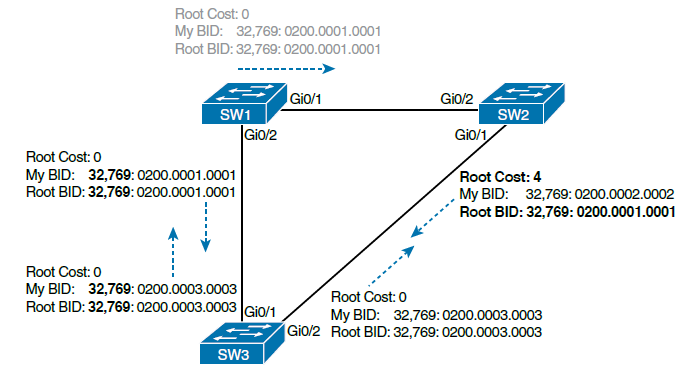 Root Cost: 0
My BID: 32,769: 0200.0001.0001
Root BID: 32,769: 0200.0001.0001
Gi0/1
Gi0/2
SW1
SW2
Gi0/2
Gi0/1
Root Cost: 0
My BID: 32,769: 0200.0001.0001
Root BID: 32,769: 0200.0001.0001
Root Cost: 4
My BID: 32,769: 0200.0002.0002
Root BID: 32,769: 0200.0001.0001
Root Cost: 0
My BID: 32,769: 0200.0003.0003
Root BID: 32,769: 0200.0003.0003
Root Cost: 0
My BID: 32,769: 0200.0003.0003
Root BID: 32,769: 0200.0003.0003
Gi0/1
Gi0/2
SW3